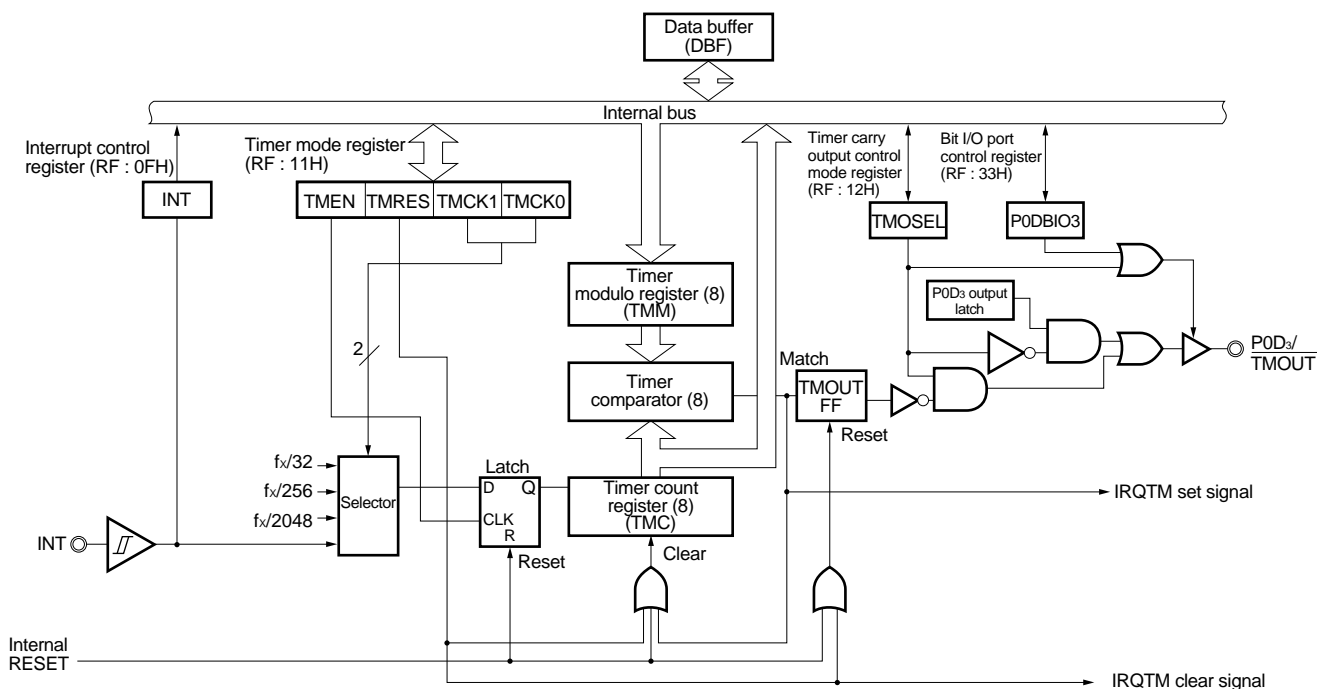 Data buffer
(DBF)
Internal bus
Interrupt control
register (RF : 0FH)
Timer mode register
(RF : 11H)
Timer carry
output control
mode register
(RF : 12H)
Bit I/O port
control register
(RF : 33H)
INT
TMEN TMRES TMCK1 TMCK0
TMOSEL
P0DBIO3
Timer
modulo register (8)
(TMM)
P0D3 output
latch
2
Match
Timer
comparator (8)
TMOUT
FF
Reset
P0D3/
TMOUT
fX/32
fX/256
fX/2048
Selector
Latch
D Q
CLK
R
Reset
Timer count
register (8)
(TMC)
Clear
IRQTM set signal
INT
Internal
RESET
IRQTM clear signal